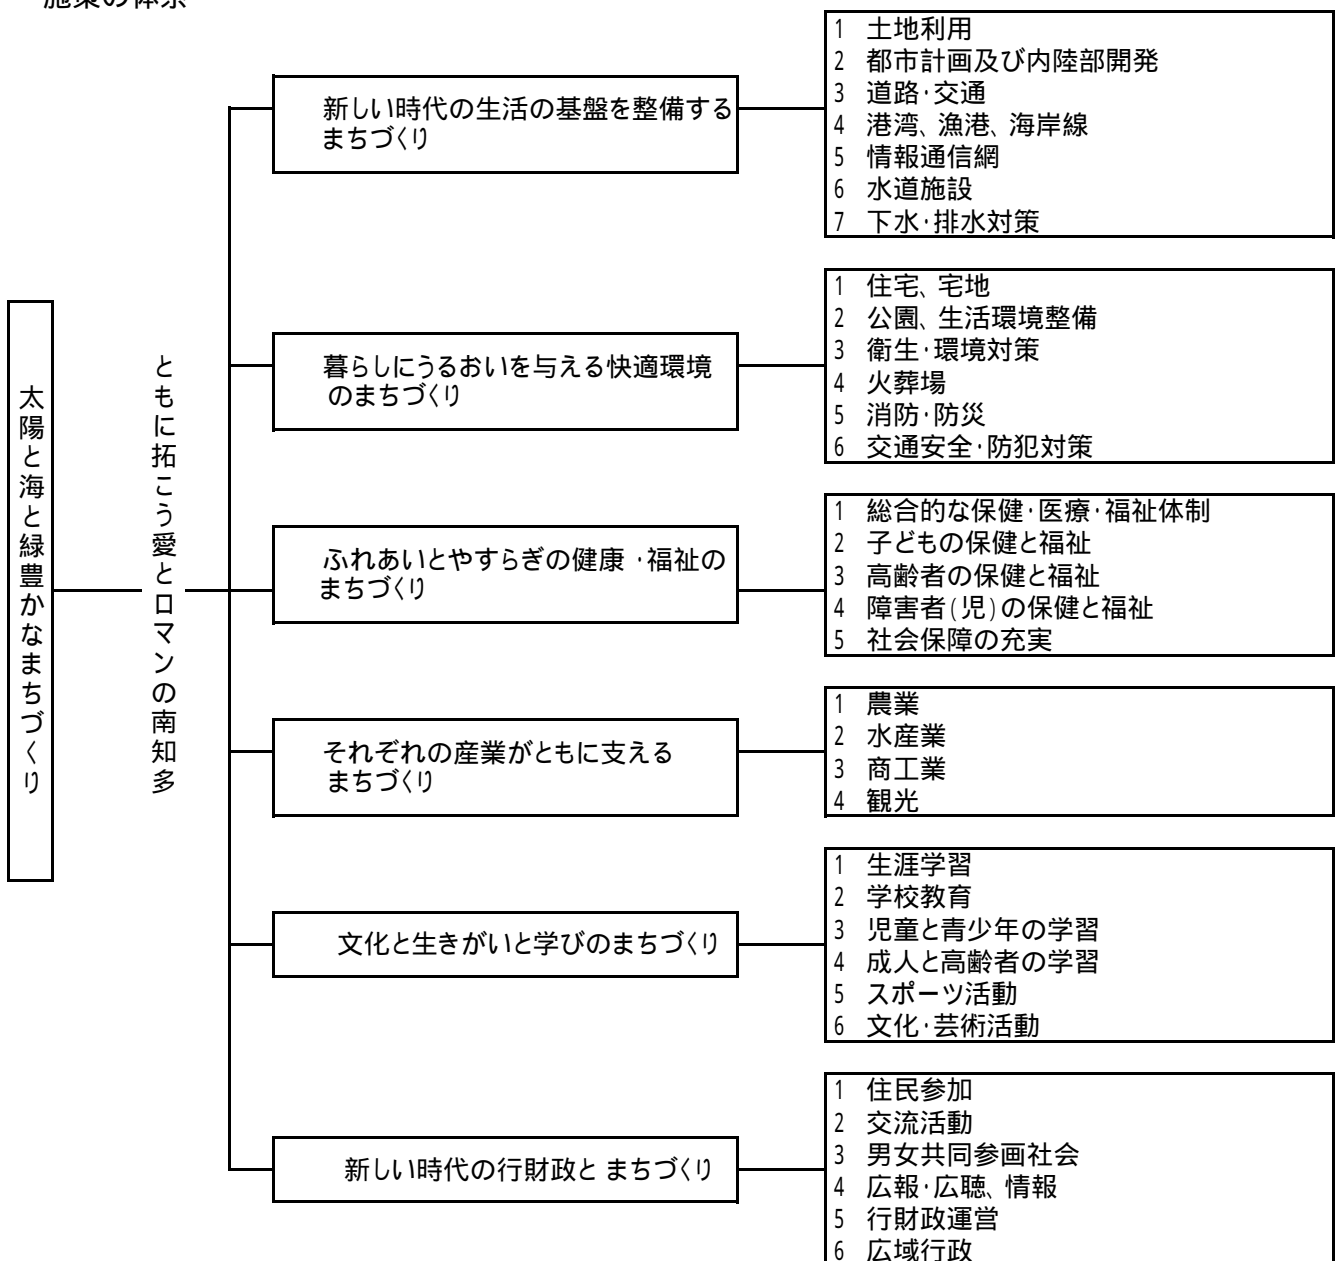 施策の体系
太陽と海と緑豊かなまちづくり
ともに拓こう愛とロマンの南知多
新しい時代の生活の基盤を整備する
まちづくり
1 土地利用
2 都市計画及び内陸部開発
3 道路・交通
4 港湾、漁港、海岸線
5 情報通信網
6 水道施設
7 下水・排水対策
暮らしにうるおいを与える快適環境
のまちづくり
1 住宅、宅地
2 公園、生活環境整備
3 衛生・環境対策
4 火葬場
5 消防・防災
6 交通安全・防犯対策
ふれあいとやすらぎの健康・福祉の
まちづくり
1 総合的な保健・医療・福祉体制
2 子どもの保健と福祉
3 高齢者の保健と福祉
4 障害者(児)の保健と福祉
5 社会保障の充実
それぞれの産業がともに支える
まちづくり
1 農業
2 水産業
3 商工業
4 観光
文化と生きがいと学びのまちづくり
1 生涯学習
2 学校教育
3 児童と青少年の学習
4 成人と高齢者の学習
5 スポーツ活動
6 文化・芸術活動
新しい時代の行財政と まちづくり
1 住民参加
2 交流活動
3 男女共同参画社会
4 広報・広聴、情報
5 行財政運営
6 広域行政